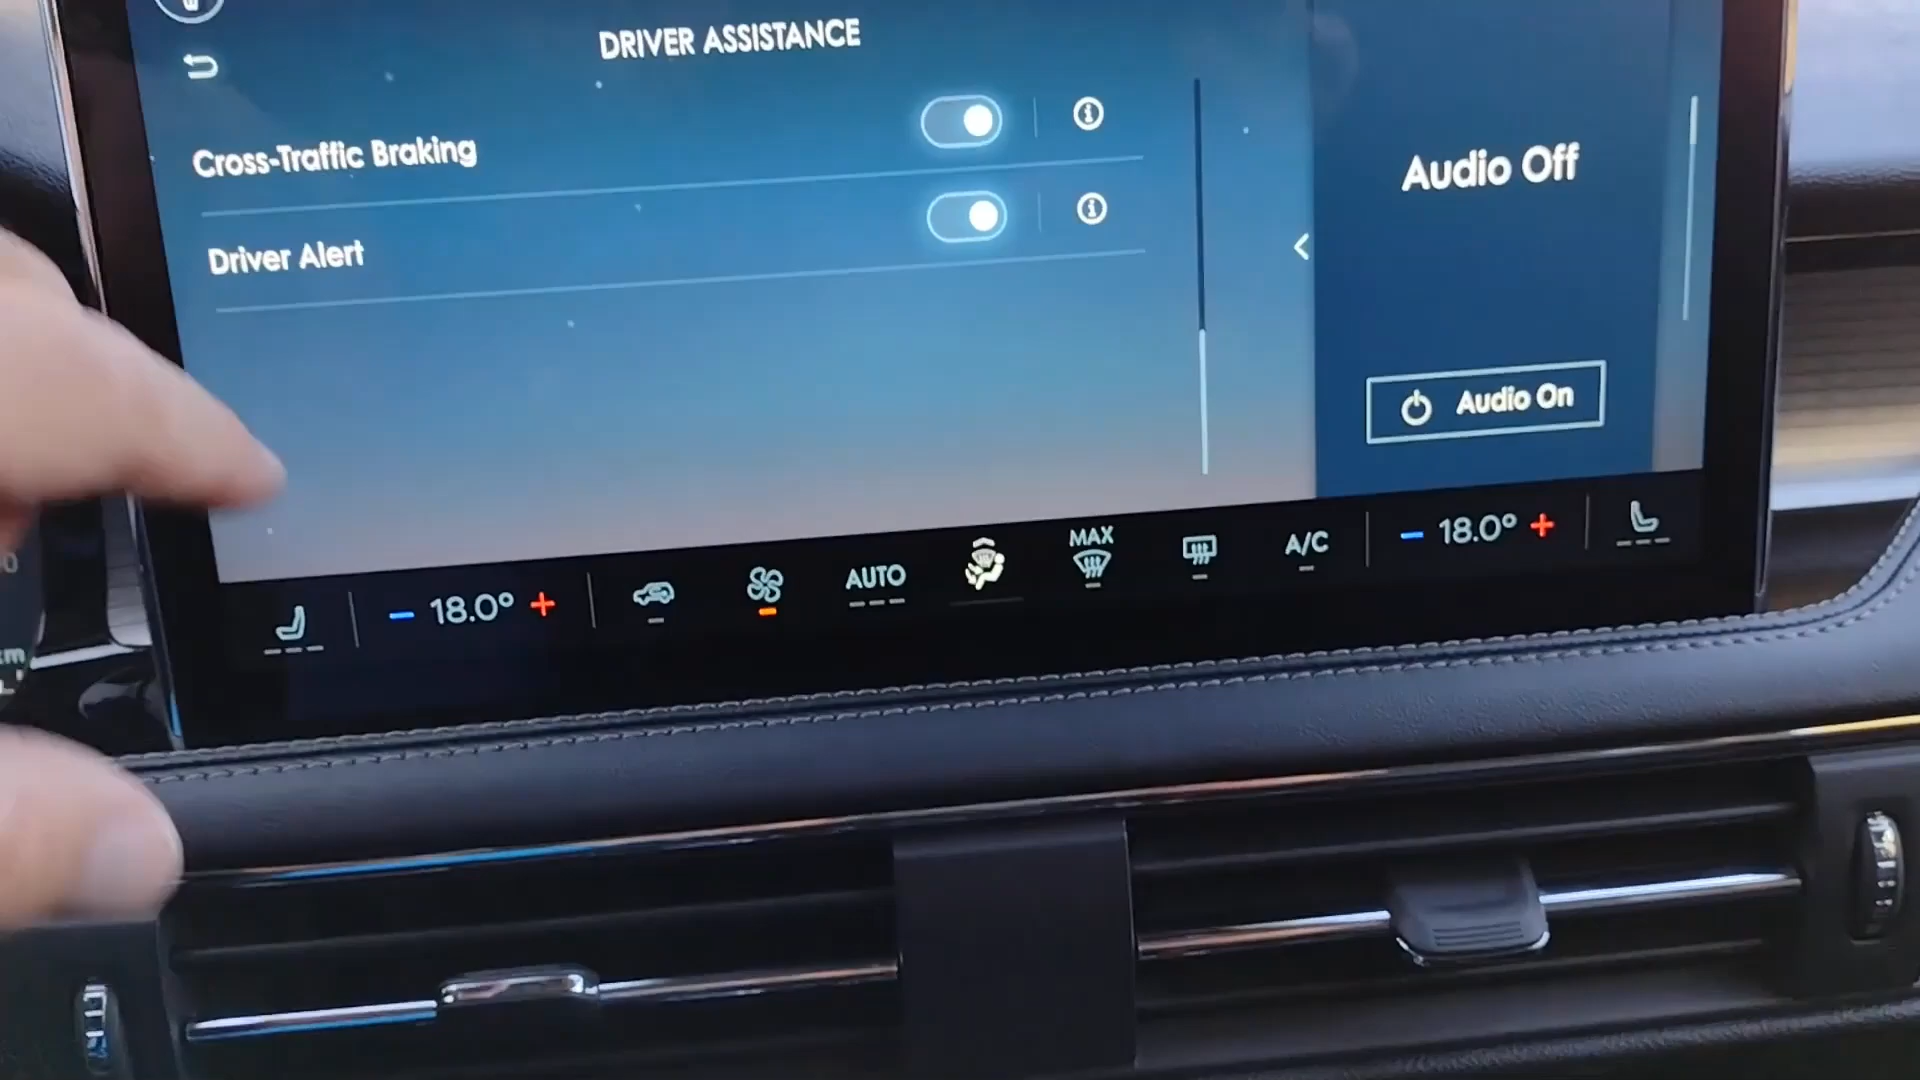 DRIVER ASSISTANCE
Cross-Traffic Braking
Driver Alert
Audio Off
Audio On
18.0°
AUTO
MAX
A/C
18.0°